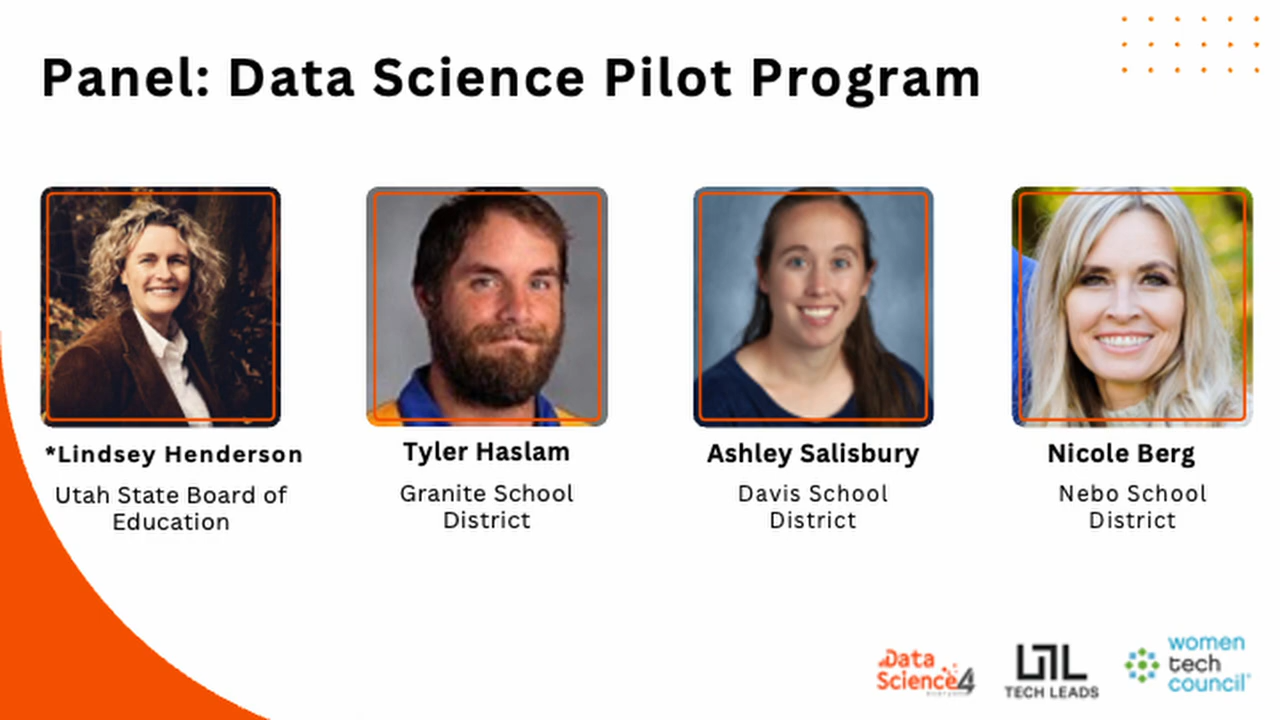 Panel: Data Science Pilot Program
*Lindsey Henderson
Utah State Board of
Education
Tyler Haslam
Granite School
District
Ashley Salisbury
Davis School
District
Nicole Berg
Nebo School
District
Data
Science4
TECH LEADS
women
tech
council